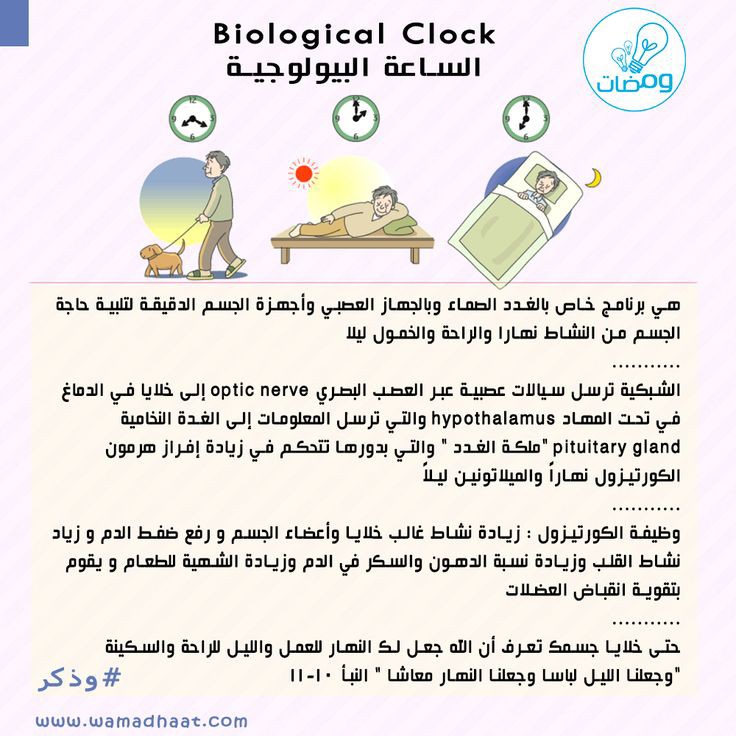 Biological Clock
الساعة البيولوجية
ومضات
هي برنامج خاص بالغدد الصماء وبالجهاز العصبي وأجهزة الجسم الدقيقة لتلبية حاجة
الجسم من النشاط نهارا والراحة والخمول ليلا
...........
الشبكية ترسل سيالات عصبية عبر العصب البصري optic nerve إلى خلايا في الدماغ
في تحت المهاد hypothalamus والتي ترسل المعلومات إلى الغدة النخامية
pituitary gland "ملكة الغدد " والتي بدورها تتحكم في زيادة إفراز هرمون
الكورتيزول نهاراً والميلاتونين ليلاً
...........
وظيفة الكورتيزول : زيادة نشاط غالب خلايا وأعضاء الجسم و رفع ضفط الدم و زياد
نشاط القلب وزيادة نسبة الدهون والسكر في الدم وزيادة الشهية للطعام و يقوم
بتقوية انقباض العضلات
...........
حتى خلايا جسمك تعرف أن الله جعل لك النهار للعمل والليل للراحة والسكينة
"وجعلنا الليل لباسا وجعلنا النهار معاشا " النبأ ١٠-١١
#وذكر
www.wamadhaat.com